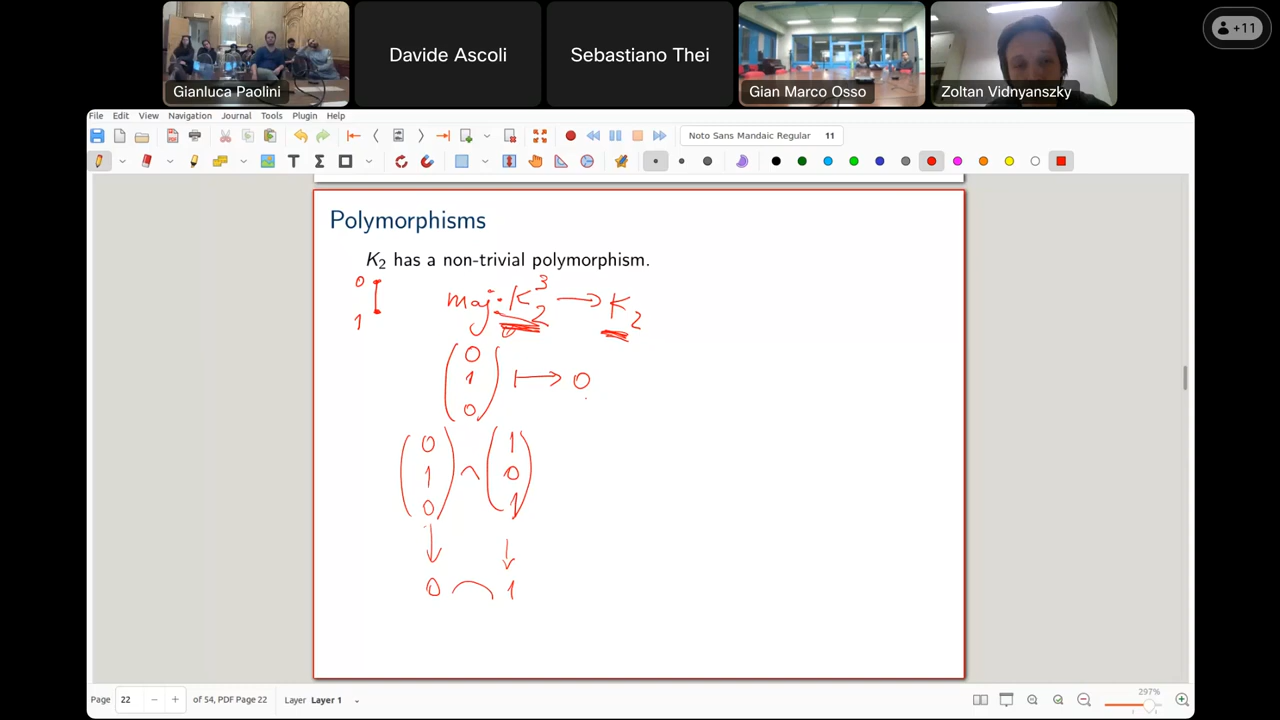 Davide Ascoli
Sebastiano Thei
+11
Gianluca Paolini
Gian Marco Osso
Zoltan Vidnyanszky
File Edit View Navigation Journal Tools Plugin Help
Noto Sans Mandaic Regular 11
Polymorphisms
K₂ has a non-trivial polymorphism.
0
1
maj: K₂³ → K₂
(0 1 0) ↦ 0
(0 1 0) ⌒ (1 0 1)
↓ ↓
0 ⌒ 1
Page 22 of 54, PDF Page 22 Layer Layer 1 297%